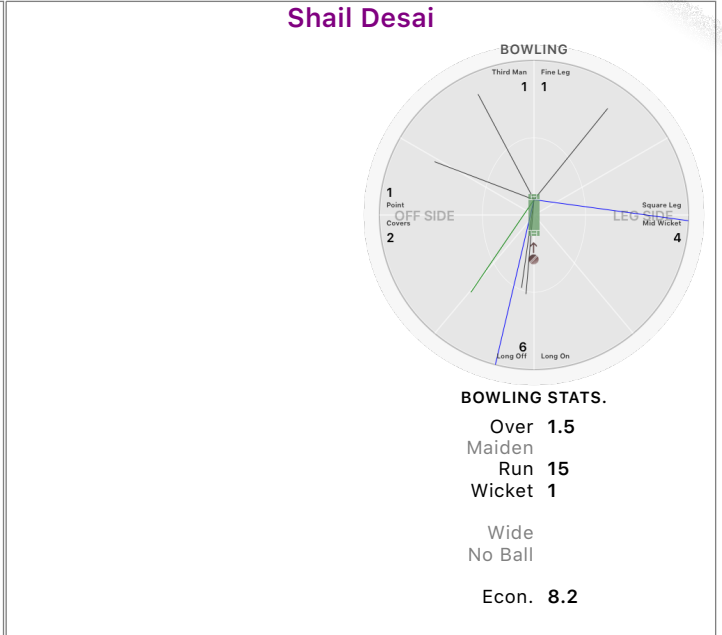 Shail Desai
BOWLING
Third Man Fine Leg
1 1
1
Point Square Leg
OFF SIDE LEG SIDE
Covers Mid Wicket
2 4
6
Long Off Long On
BOWLING STATS.
Over 1.5
Maiden
Run 15
Wicket 1
Wide
No Ball
Econ. 8.2